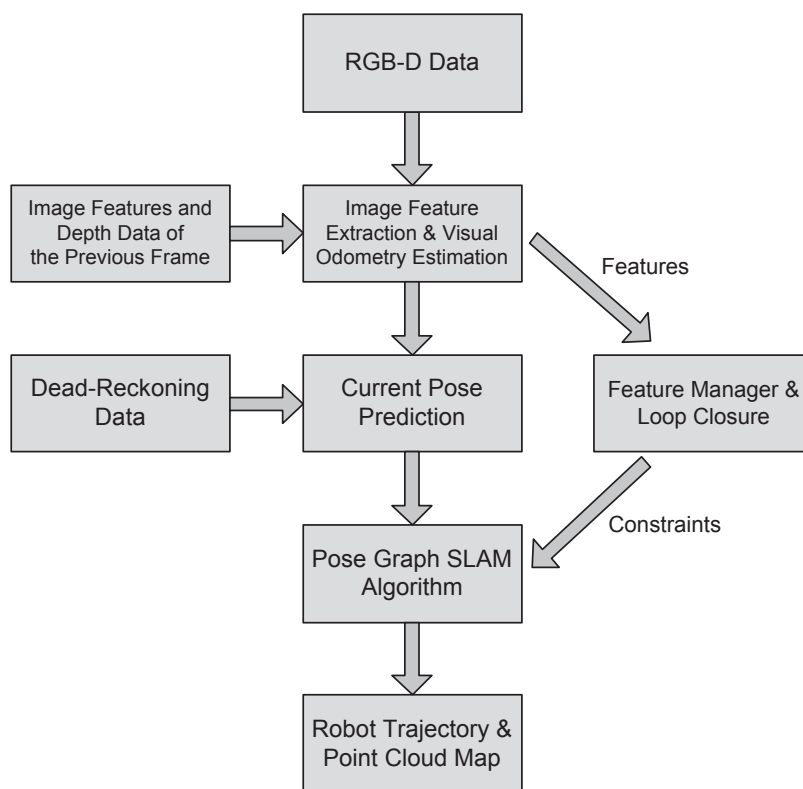 RGB-D Data
Image Features and
Depth Data of
the Previous Frame
Image Feature
Extraction & Visual
Odometry Estimation
Features
Dead-Reckoning
Data
Current Pose
Prediction
Feature Manager &
Loop Closure
Constraints
Pose Graph SLAM
Algorithm
Robot Trajectory &
Point Cloud Map